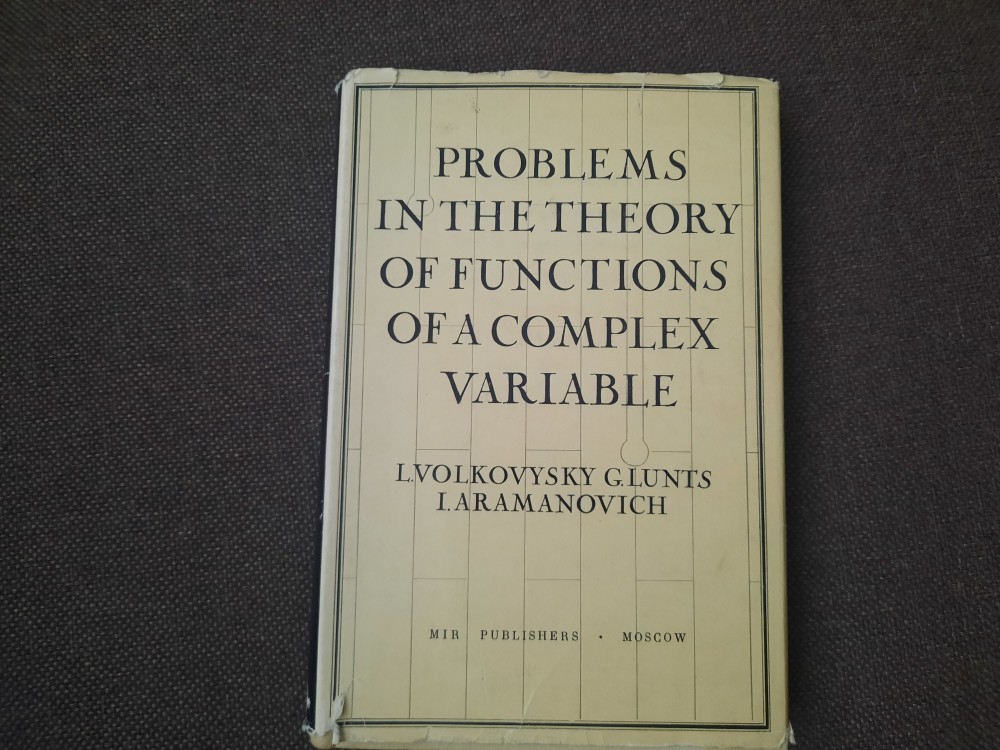 PROBLEMS
IN THE THEORY
OF FUNCTIONS
OF A COMPLEX
VARIABLE
L.VOLKOVYSKY G.LUNTS
I.ARAMANOVICH
MIR PUBLISHERS • MOSCOW